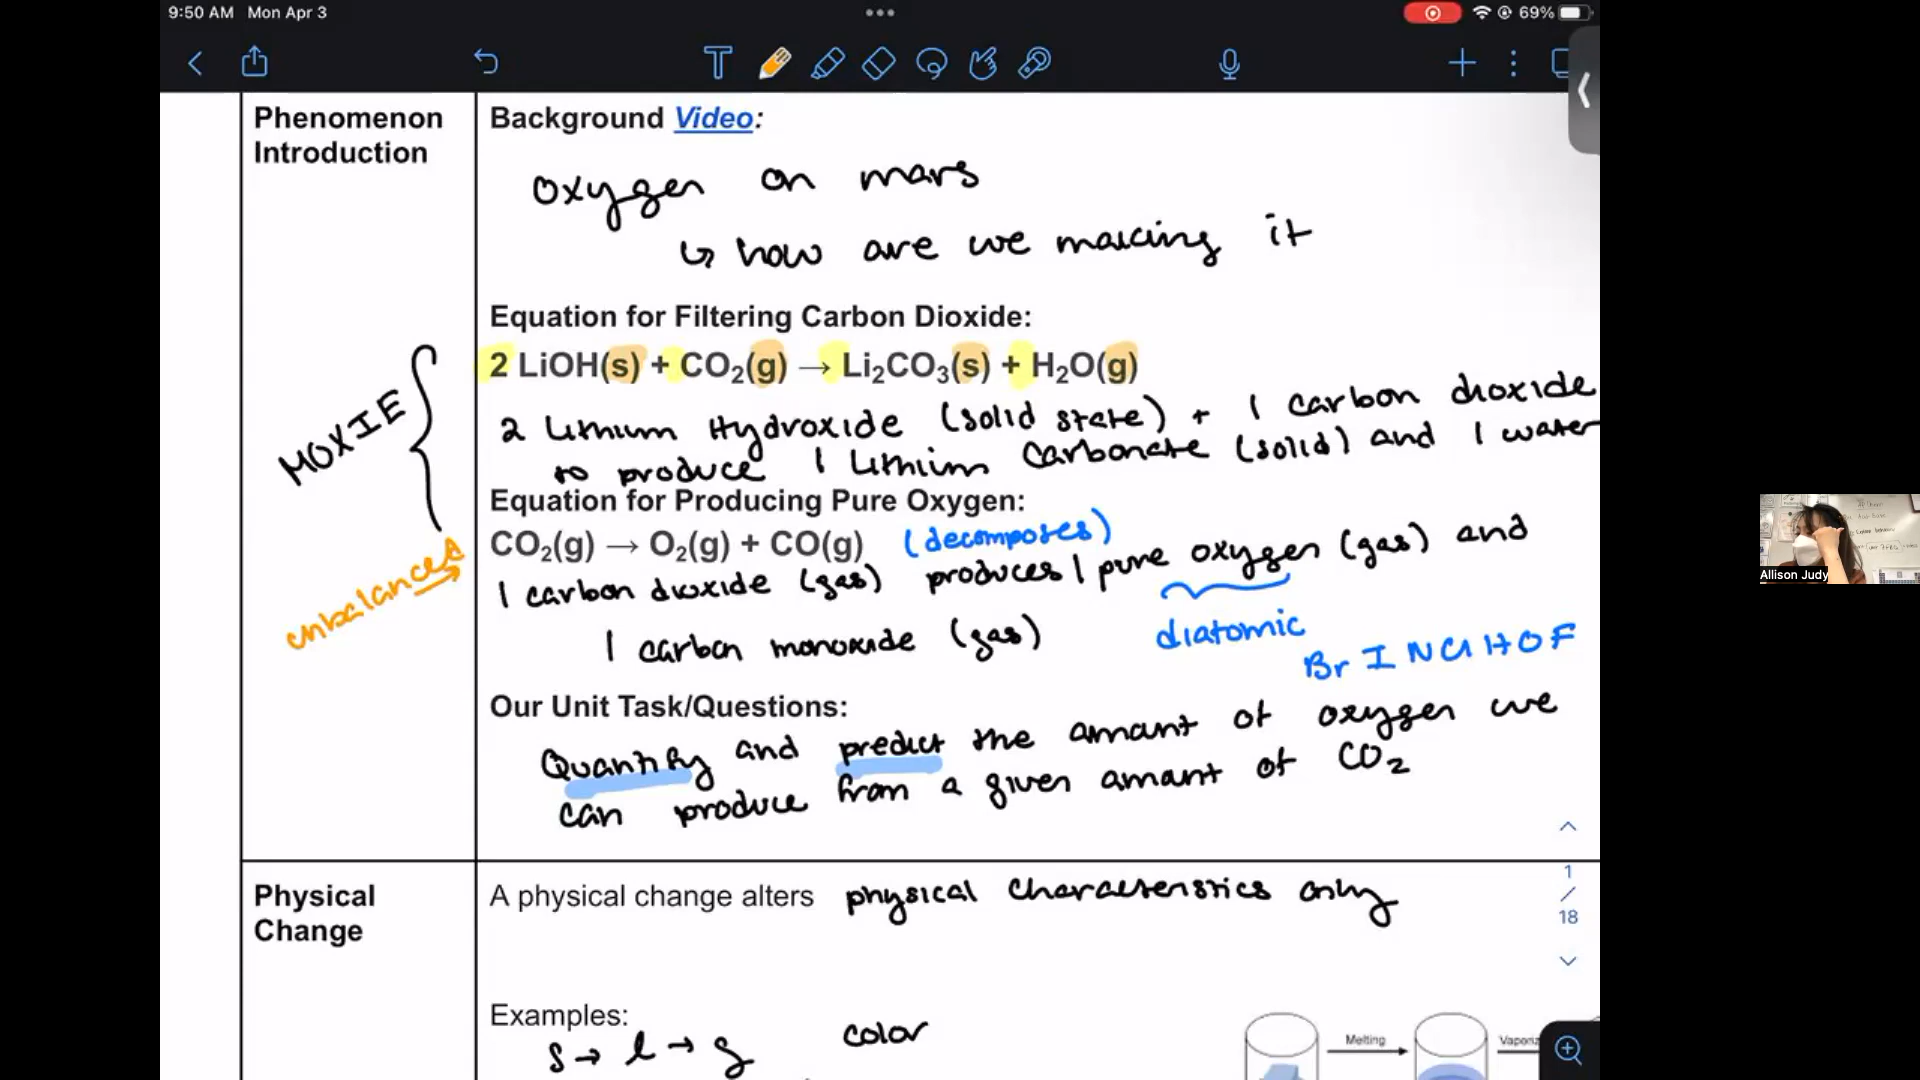 9:50 AM Mon Apr 3
69%
Phenomenon Introduction
Background Video:
oxygen on mars
↳ how are we making it
MOXIE
Equation for Filtering Carbon Dioxide:
2 LiOH(s) + CO₂(g) → Li₂CO₃(s) + H₂O(g)
2 Lithium Hydroxide (solid state) + 1 carbon dioxide
to produce 1 Lithium Carbonate (solid) and 1 water
Equation for Producing Pure Oxygen:
unbalanced
CO₂(g) → O₂(g) + CO(g) (decomposes)
1 carbon dioxide (gas) produces 1 pure oxygen (gas) and
1 carbon monoxide (gas)
diatomic
Br I N Cl H O F
Our Unit Task/Questions:
Quantify and predict the amount of oxygen we
can produce from a given amount of CO₂
Physical Change
A physical change alters physical characteristics only
1
/
18
Examples:
s → l → g color
Melting
Allison Judy